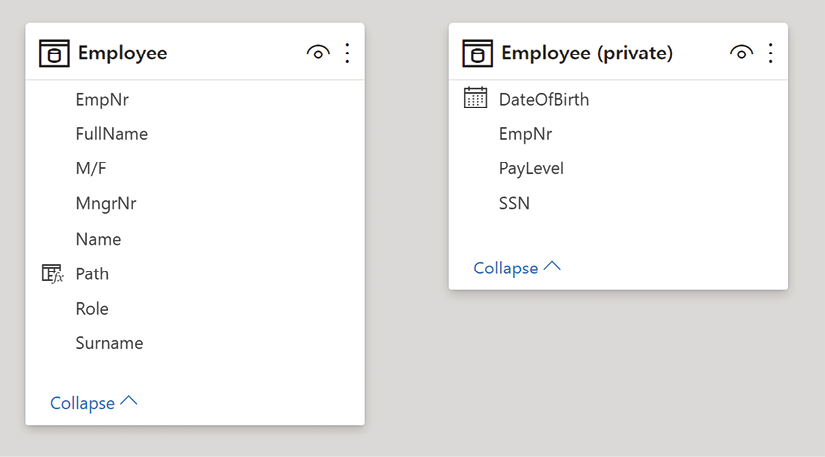 Employee
EmpNr
FullName
M/F
MngrNr
Name
Path
Role
Surname
Collapse
Employee (private)
DateOfBirth
EmpNr
PayLevel
SSN
Collapse